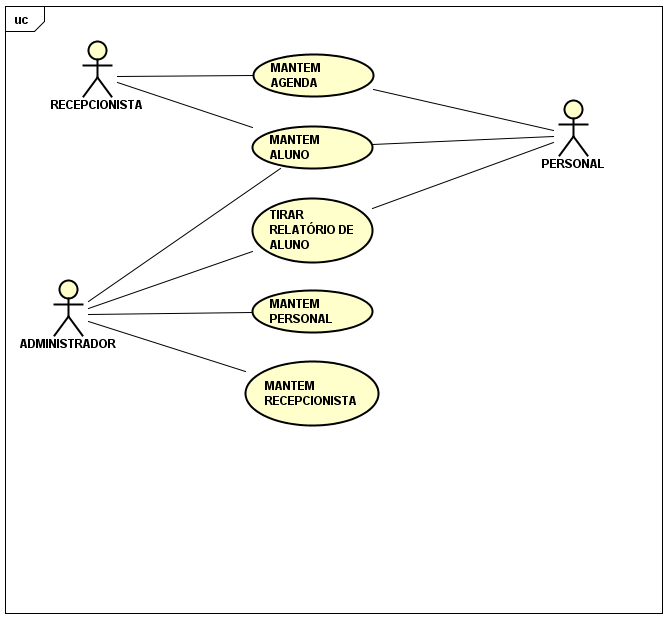 uc
RECEPCIONISTA
MANTEM
AGENDA
MANTEM
ALUNO
PERSONAL
TIRAR
RELATÓRIO DE
ALUNO
ADMINISTRADOR
MANTEM
PERSONAL
MANTEM
RECEPCIONISTA